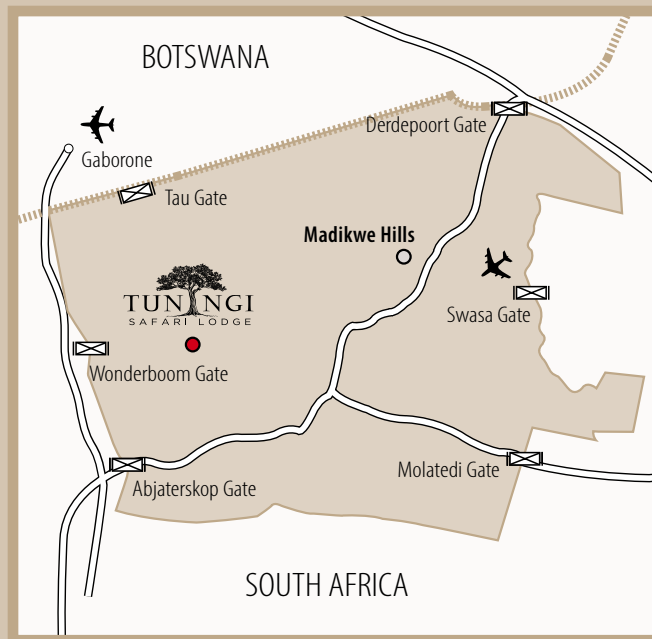 BOTSWANA
Derdepoort Gate
Gaborone
Tau Gate
Madikwe Hills
TUNINGI
SAFARI LODGE
Swasa Gate
Wonderboom Gate
Molatedi Gate
Abjaterskop Gate
SOUTH AFRICA